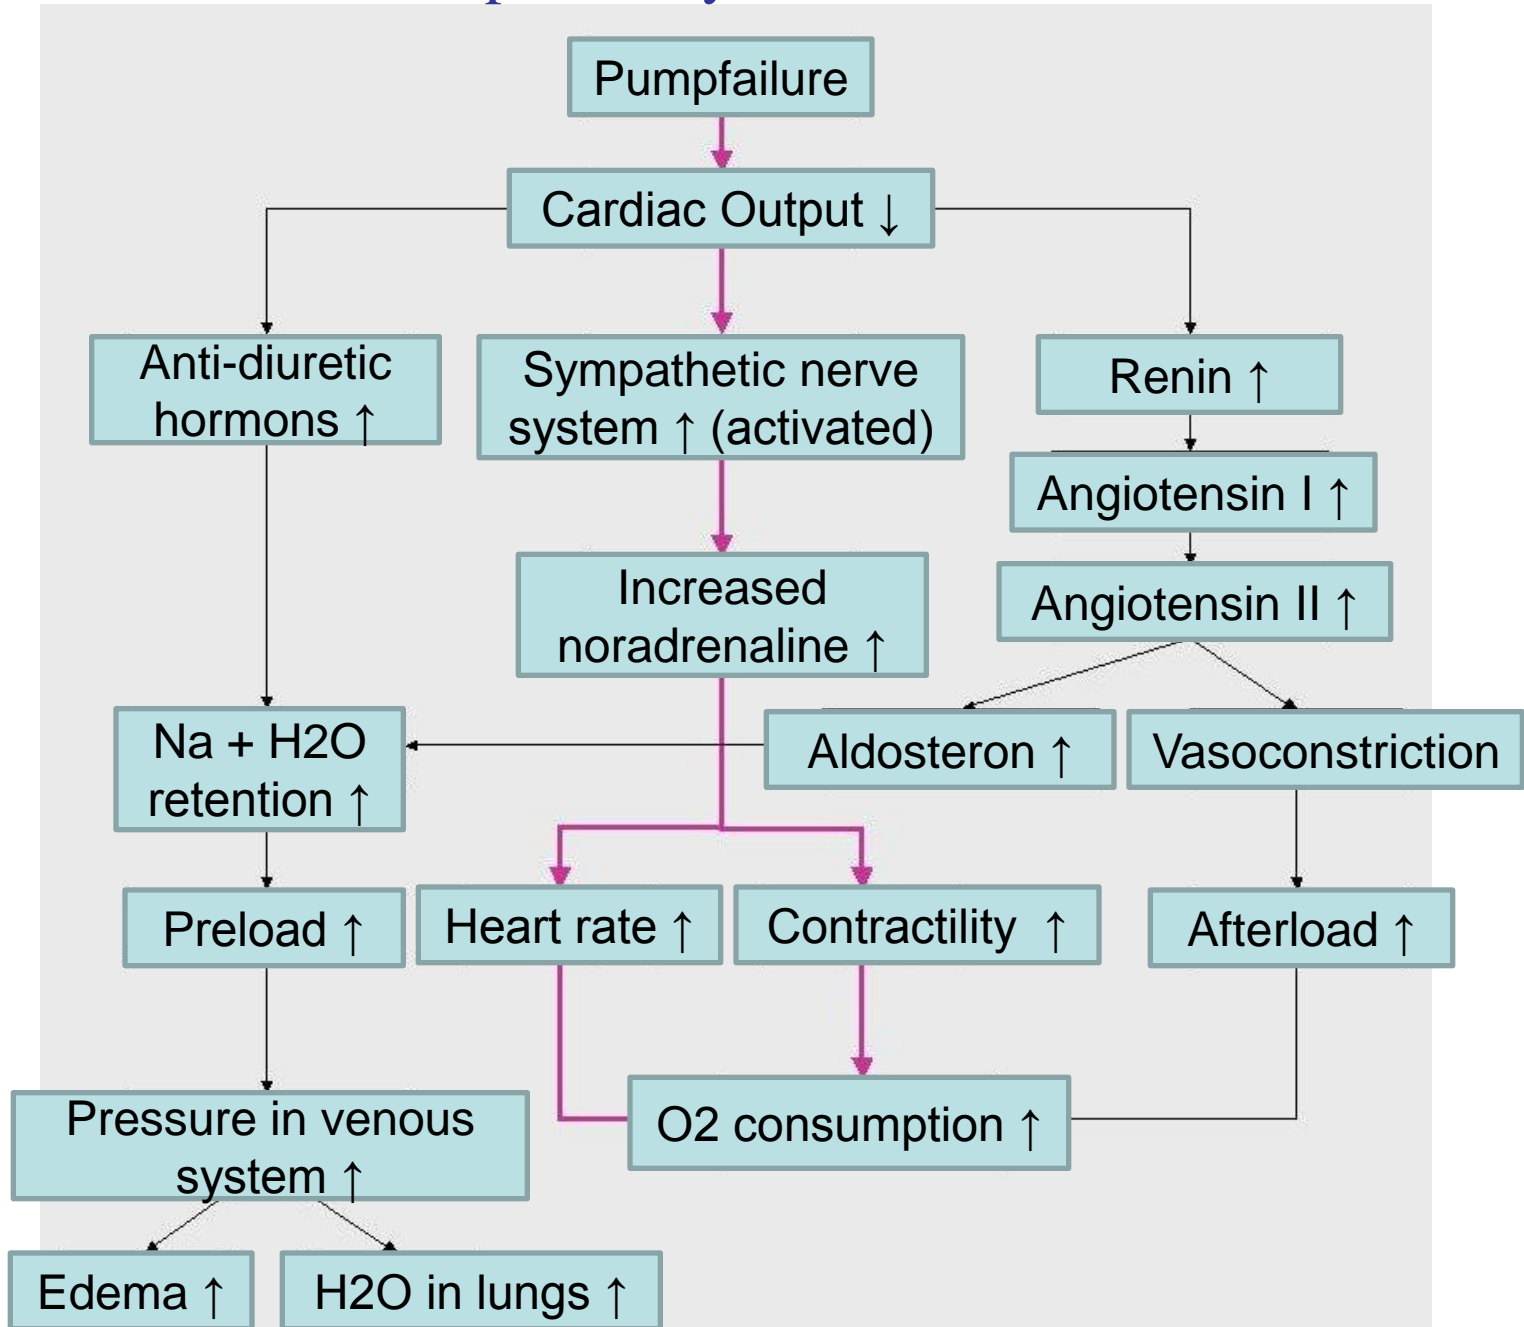 Pumpfailure
Cardiac Output ↓
Anti-diuretic
hormons ↑
Sympathetic nerve
system ↑ (activated)
Renin ↑
Angiotensin I ↑
Angiotensin II ↑
Increased
noradrenaline ↑
Na + H2O
retention ↑
Aldosteron ↑
Vasoconstriction
Preload ↑
Heart rate ↑
Contractility ↑
Afterload ↑
Pressure in venous
system ↑
O2 consumption ↑
Edema ↑
H2O in lungs ↑